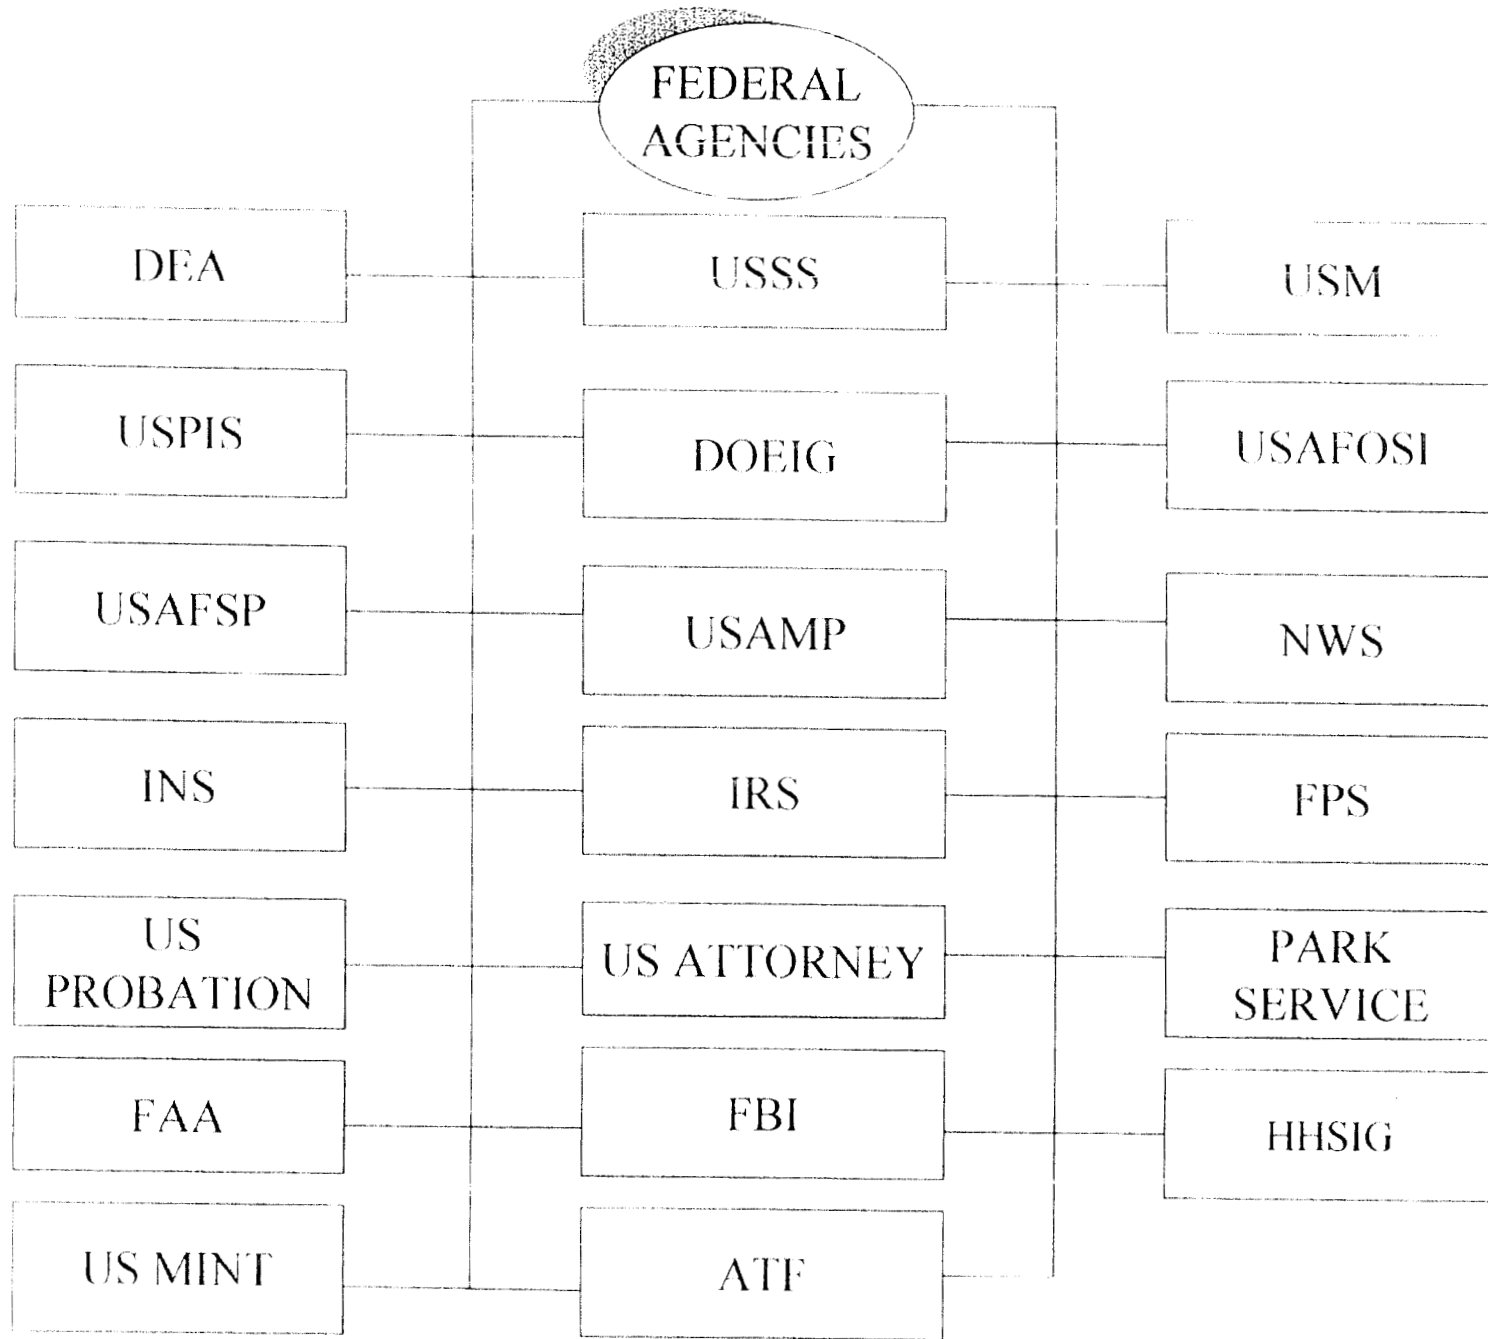 FEDERAL
AGENCIES
DEA
USSS
USM
USPIS
DOEIG
USAFOSI
USAFSP
USAMP
NWS
INS
IRS
FPS
US
PROBATION
US ATTORNEY
PARK
SERVICE
FAA
FBI
HHSIG
US MINT
ATF